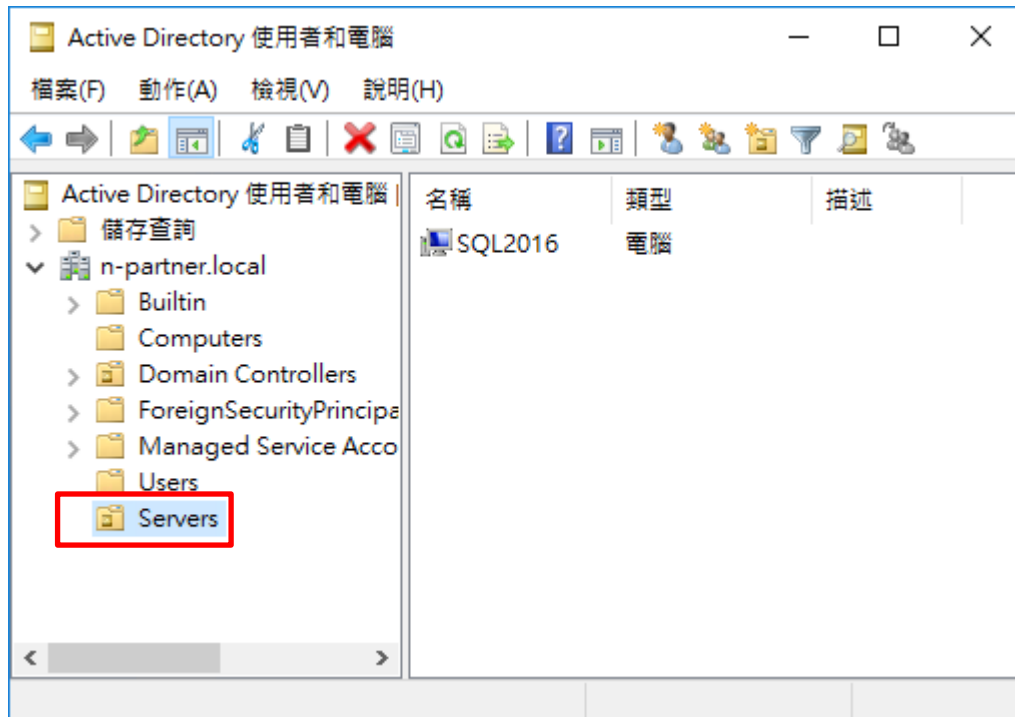 Active Directory 使用者和電腦
檔案(F) 動作(A) 檢視(V) 說明(H)
Active Directory 使用者和電腦
儲存查詢
n-partner.local
Builtin
Computers
Domain Controllers
ForeignSecurityPrincipa
Managed Service Acco
Users
Servers
名稱 類型 描述
SQL2016 電腦